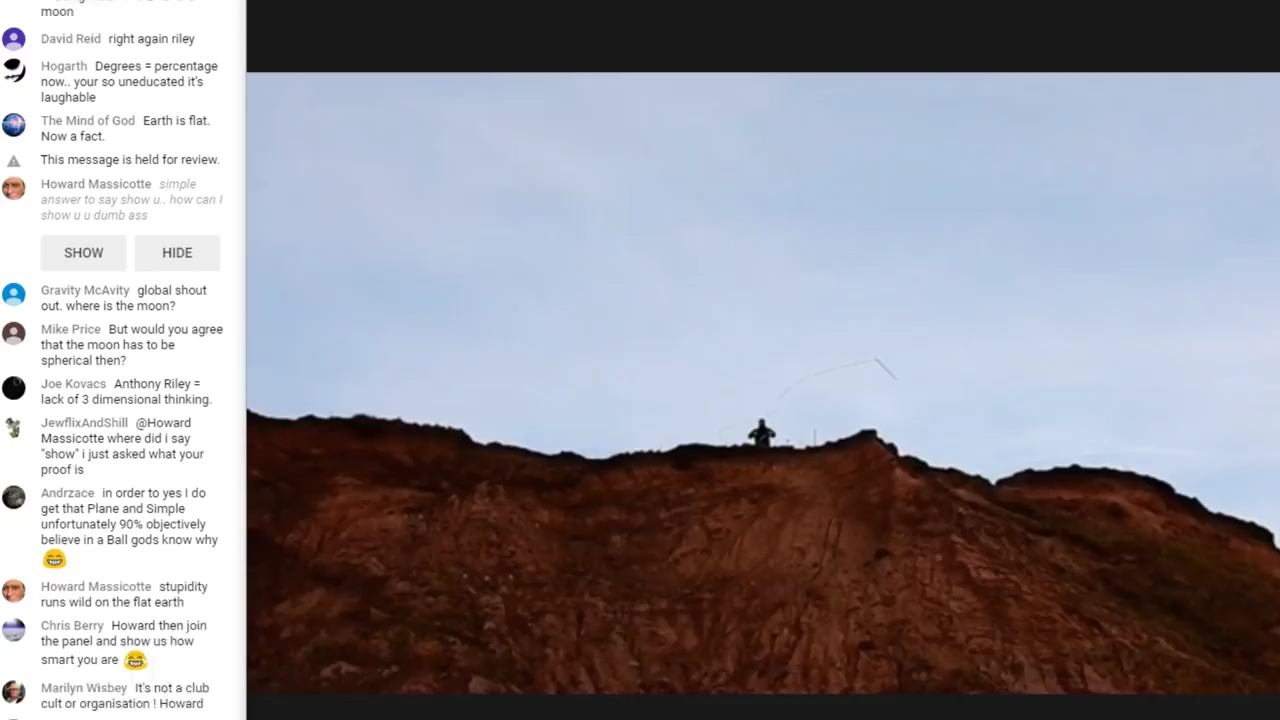 moon
David Reid right again riley
Hogarth Degrees = percentage
now.. your so uneducated it's
laughable
The Mind of God Earth is flat.
Now a fact.
This message is held for review.
Howard Massicotte simple
answer to say show u.. how can I
show u u dumb ass
SHOW HIDE
Gravity McAvity global shout
out. where is the moon?
Mike Price But would you agree
that the moon has to be
spherical then?
Joe Kovacs Anthony Riley =
lack of 3 dimensional thinking.
JewflixAndShill @Howard
Massicotte where did i say
"show" i just asked what your
proof is
Andrzace in order to yes I do
get that Plane and Simple
unfortunately 90% objectively
believe in a Ball gods know why
Howard Massicotte stupidity
runs wild on the flat earth
Chris Berry Howard then join
the panel and show us how
smart you are
Marilyn Wisbey It's not a club
cult or organisation ! Howard